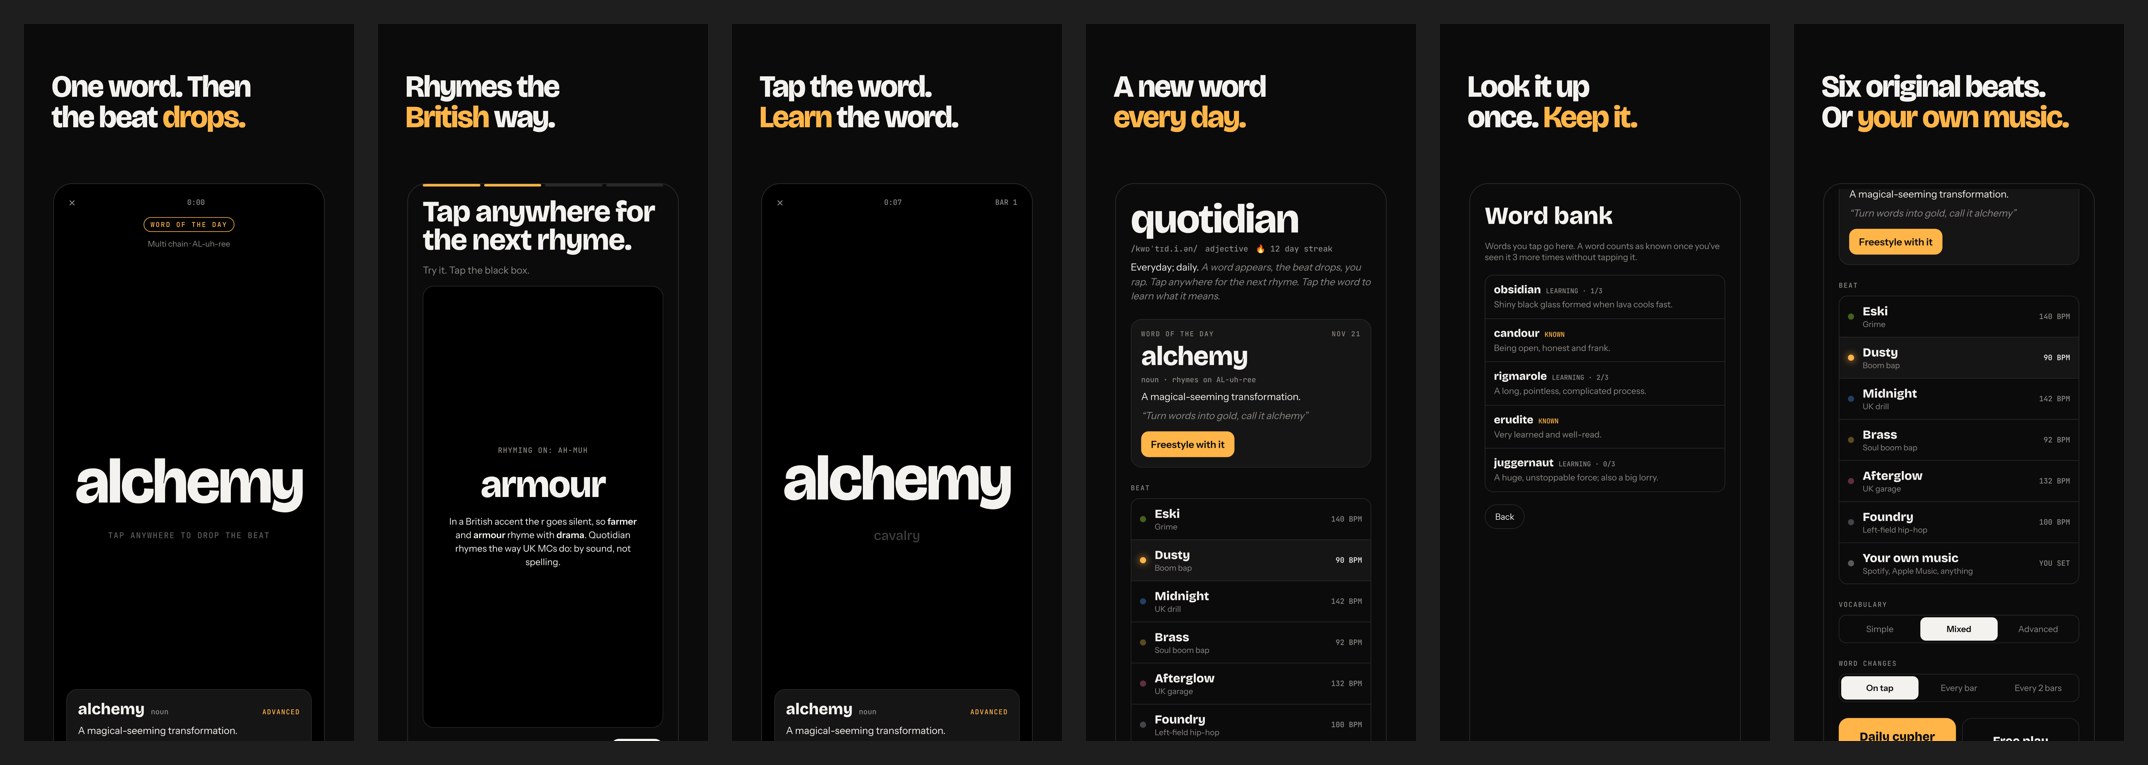 One word. Then
the beat drops.
×
0:00
WORD OF THE DAY
Multi chain · AL-uh-ree
alchemy
TAP ANYWHERE TO DROP THE BEAT
alchemy noun ADVANCED
A magical-seeming transformation.
Rhymes the
British way.
Tap anywhere for
the next rhyme.
Try it. Tap the black box.
RHYMING ON: AH-MUH
armour
In a British accent the r goes silent, so farmer
and armour rhyme with drama. Quotidian
rhymes the way UK MCs do: by sound, not
spelling.
Tap the word.
Learn the word.
×
0:07
BAR 1
alchemy
cavalry
alchemy noun ADVANCED
A magical-seeming transformation.
A new word
every day.
quotidian
/kwɒˈtɪd.i.ən/ adjective 🔥 12 day streak
Everyday; daily. A word appears, the beat drops, you
rap. Tap anywhere for the next rhyme. Tap the word to
learn what it means.
WORD OF THE DAY NOV 21
alchemy
noun · rhymes on AL-uh-ree
A magical-seeming transformation.
“Turn words into gold, call it alchemy”
Freestyle with it
BEAT
Eski
Grime
140 BPM
Dusty
Boom bap
90 BPM
Midnight
UK drill
142 BPM
Brass
Soul boom bap
92 BPM
Afterglow
UK garage
132 BPM
Foundry
Left-field hip-hop
100 BPM
Look it up
once. Keep it.
Word bank
Words you tap go here. A word counts as known once you've
seen it 3 more times without tapping it.
obsidian LEARNING · 1/3
Shiny black glass formed when lava cools fast.
candour KNOWN
Being open, honest and frank.
rigmarole LEARNING · 2/3
A long, pointless, complicated process.
erudite KNOWN
Very learned and well-read.
juggernaut LEARNING · 0/3
A huge, unstoppable force; also a big lorry.
Back
Six original beats.
Or your own music.
A magical-seeming transformation.
“Turn words into gold, call it alchemy”
Freestyle with it
BEAT
Eski
Grime
140 BPM
Dusty
Boom bap
90 BPM
Midnight
UK drill
142 BPM
Brass
Soul boom bap
92 BPM
Afterglow
UK garage
132 BPM
Foundry
Left-field hip-hop
100 BPM
Your own music
Spotify, Apple Music, anything
YOU SET
VOCABULARY
Simple Mixed Advanced
WORD CHANGES
On tap Every bar Every 2 bars
Daily cypher
Free play